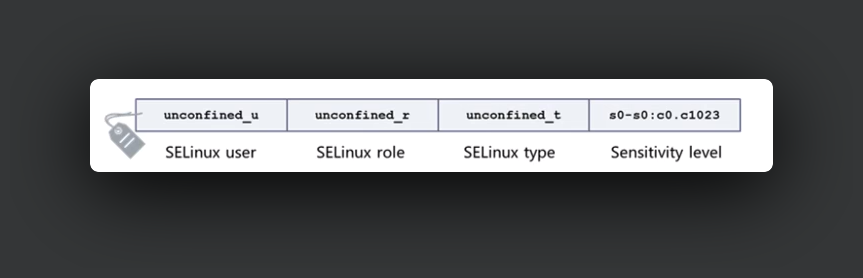 unconfined_u unconfined_r unconfined_t s0-s0:c0.c1023
SELinux user SELinux role SELinux type Sensitivity level